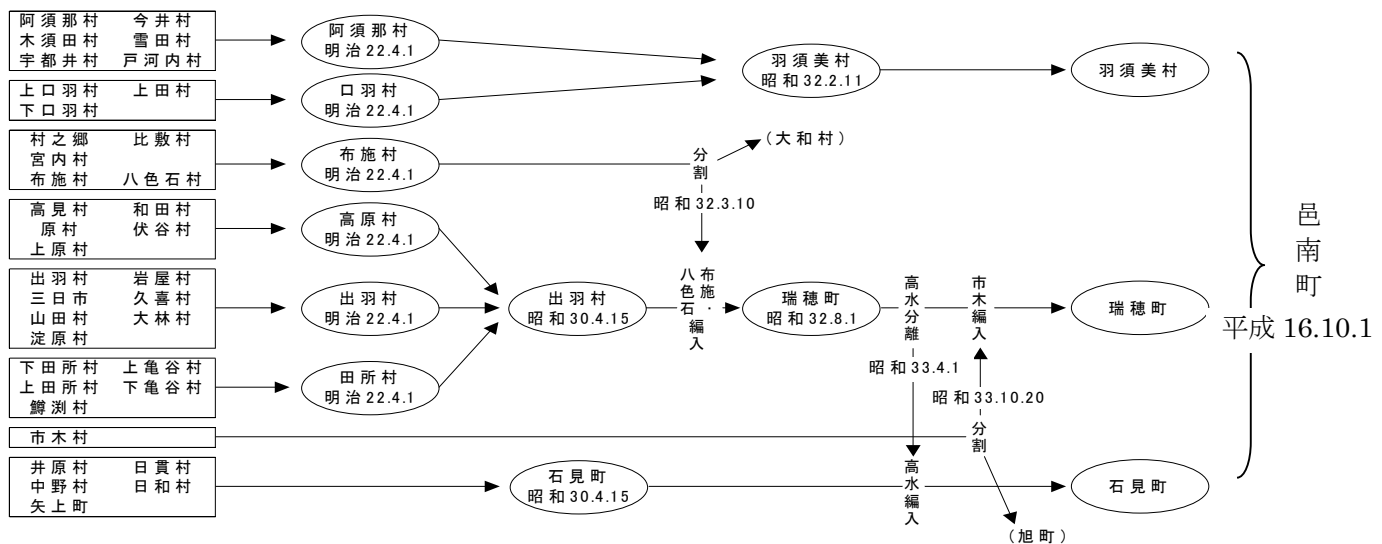 阿須那村 今井村
木須田村 雪田村
宇都井村 戸河内村
阿須那村
明治22.4.1
上口羽村 上田村
下口羽村
口羽村
明治22.4.1
羽須美村
昭和32.2.11
羽須美村
村之郷 比敷村
宮内村
布施村 八色石村
布施村
明治22.4.1
分割
(大和村)
昭和32.3.10
高見村 和田村
原村 伏谷村
上原村
高原村
明治22.4.1
出羽村 岩屋村
三日市 久喜村
山田村 大林村
淀原村
出羽村
明治22.4.1
出羽村
昭和30.4.15
布施・編入
八色石
瑞穂町
昭和32.8.1
高水分離
市木編入
瑞穂町
下田所村 上亀谷村
上田所村 下亀谷村
鱒渕村
田所村
明治22.4.1
昭和33.4.1
昭和33.10.20
市木村
分割
井原村 日貫村
中野村 日和村
矢上町
石見町
昭和30.4.15
高水編入
石見町
(旭町)
邑南町
平成16.10.1